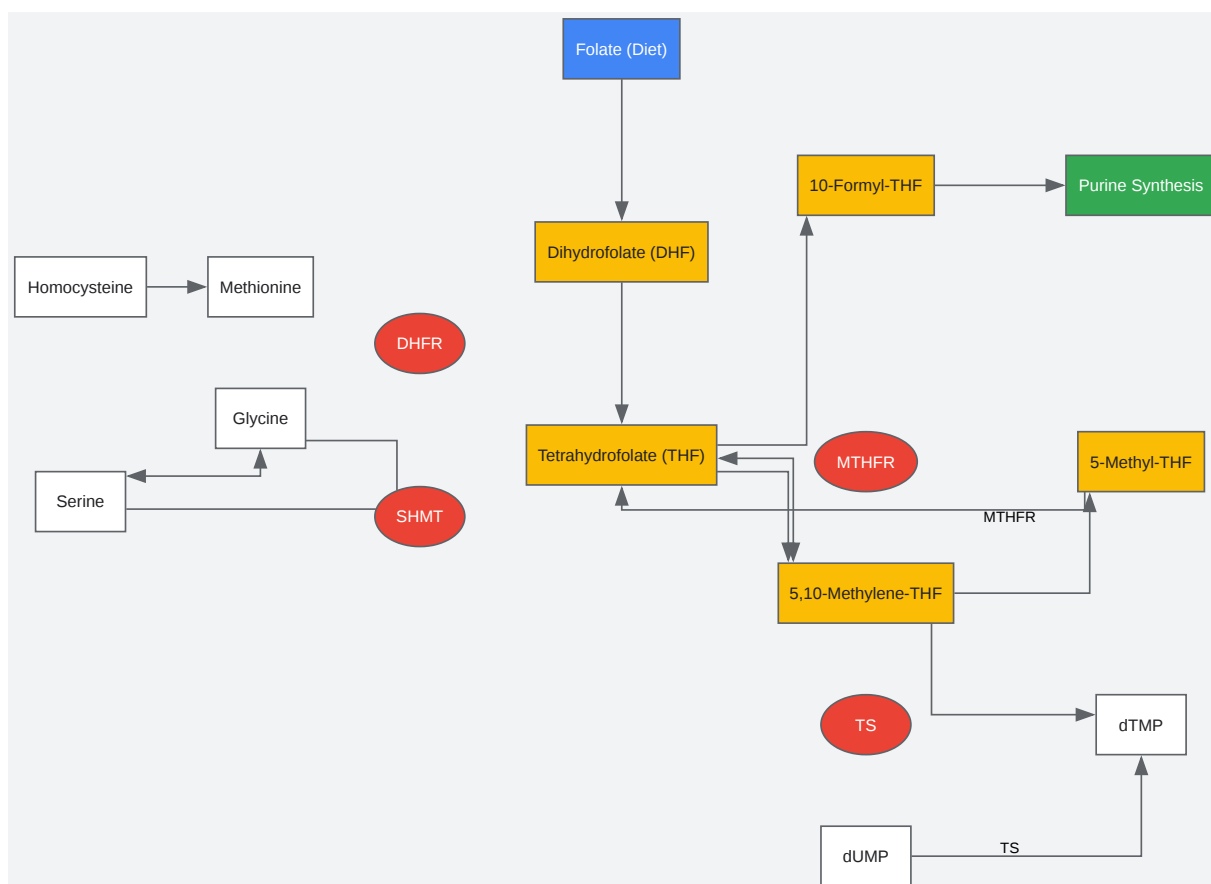 Folate (Diet)
10-Formyl-THF
Purine Synthesis
Dihydrofolate (DHF)
Homocysteine
Methionine
DHFR
Glycine
Tetrahydrofolate (THF)
MTHFR
5-Methyl-THF
Serine
SHMT
MTHFR
5,10-Methylene-THF
TS
dTMP
TS
dUMP